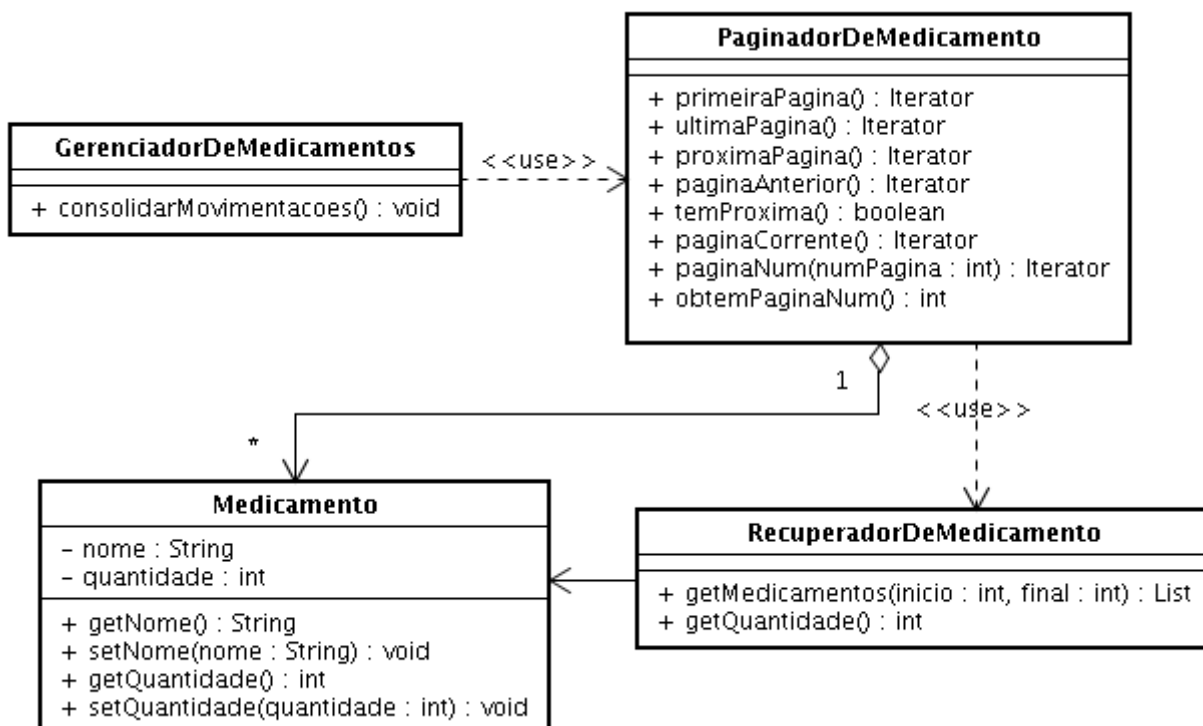 PaginadorDeMedicamento
+ primeiraPagina() : Iterator
+ ultimaPagina() : Iterator
+ proximaPagina() : Iterator
+ paginaAnterior() : Iterator
+ temProxima() : boolean
+ paginaCorrente() : Iterator
+ paginaNum(numPagina : int) : Iterator
+ obtemPaginaNum() : int
GerenciadorDeMedicamentos
+ consolidarMovimentacoes() : void
<<use>>
1
<<use>>
*
Medicamento
– nome : String
– quantidade : int
+ getNome() : String
+ setNome(nome : String) : void
+ getQuantidade() : int
+ setQuantidade(quantidade : int) : void
RecuperadorDeMedicamento
+ getMedicamentos(inicio : int, final : int) : List
+ getQuantidade() : int